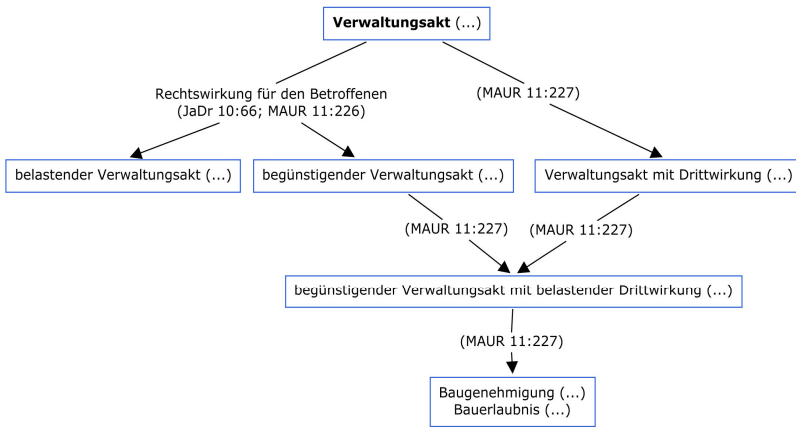 Verwaltungsakt (...)
Rechtswirkung für den Betroffenen
(JaDr 10:66; MAUR 11:226)
(MAUR 11:227)
belastender Verwaltungsakt (...)
begünstigender Verwaltungsakt (...)
Verwaltungsakt mit Drittwirkung (...)
(MAUR 11:227)
(MAUR 11:227)
begünstigender Verwaltungsakt mit belastender Drittwirkung (...)
(MAUR 11:227)
Baugenehmigung (...)
Bauerlaubnis (...)